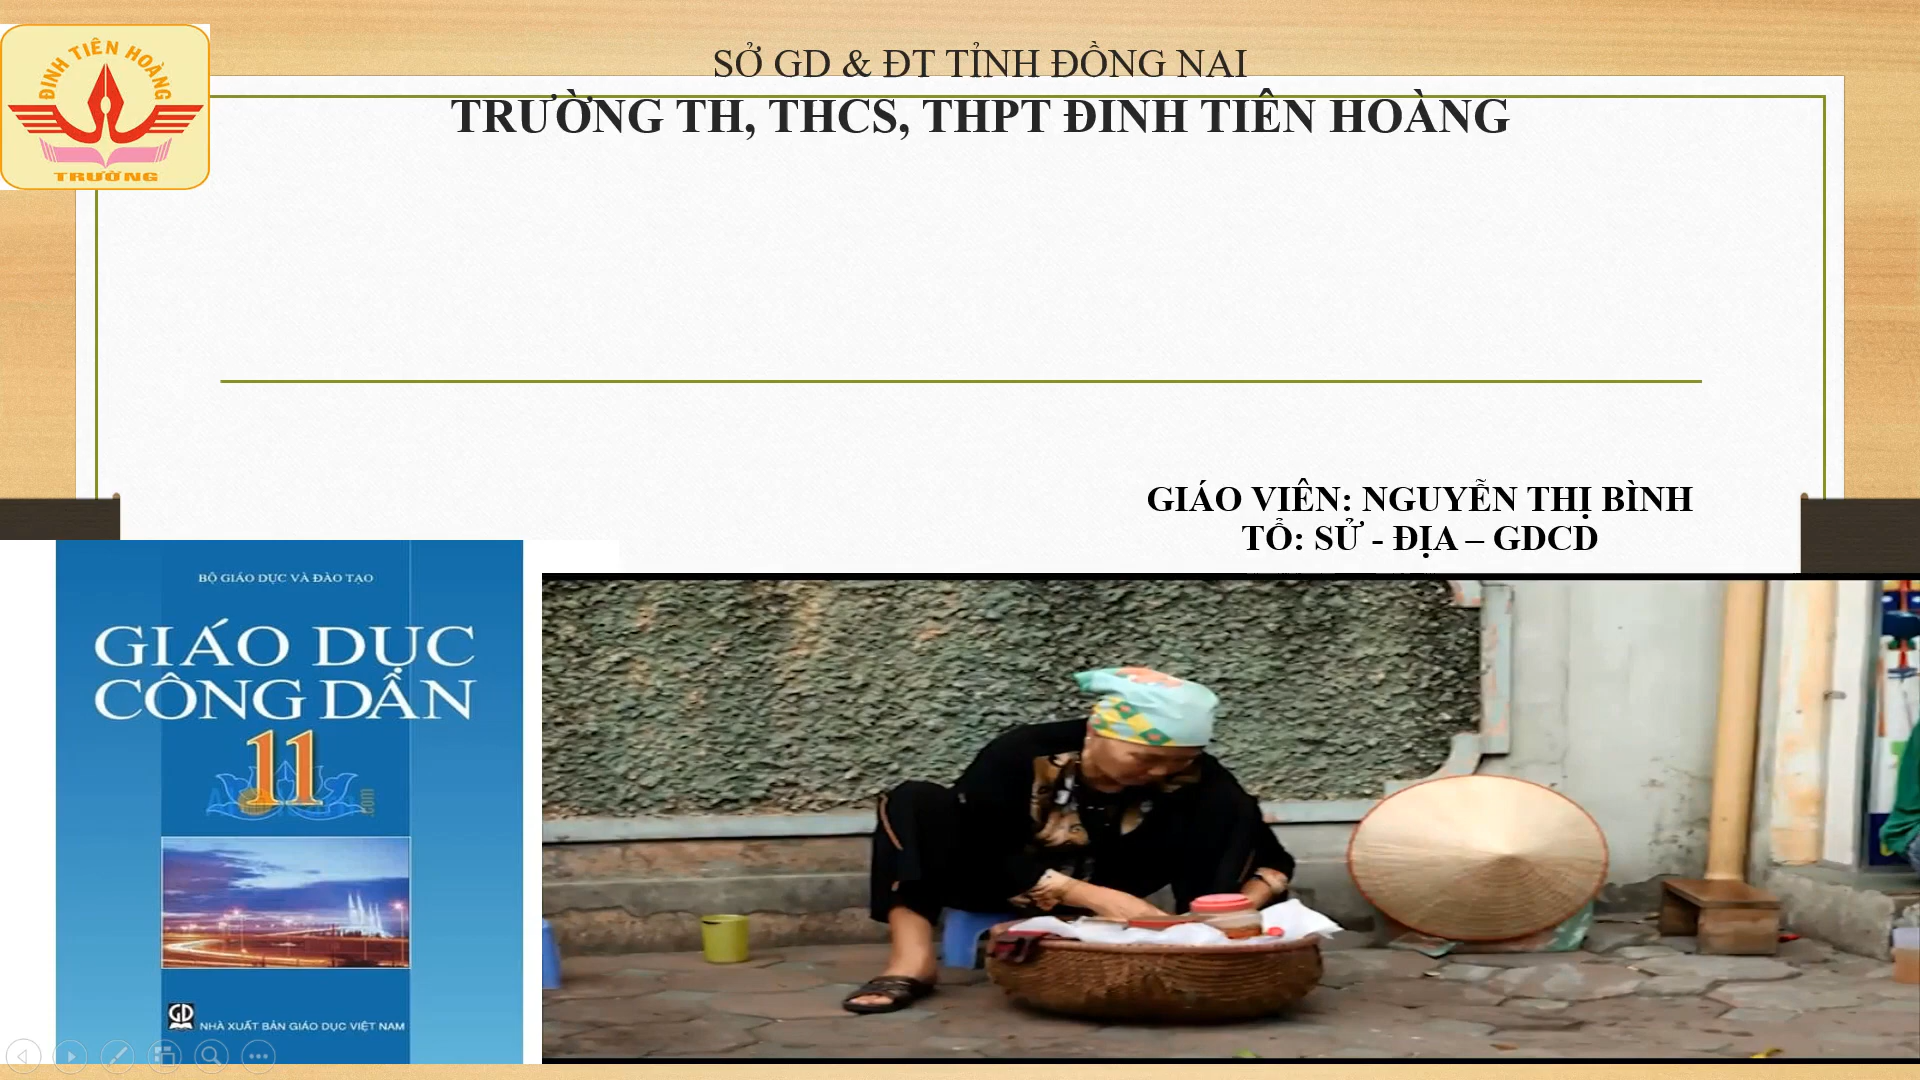 ĐINH TIÊN HOÀNG
TRƯỜNG
SỞ GD & ĐT TỈNH ĐỒNG NAI
TRƯỜNG TH, THCS, THPT ĐINH TIÊN HOÀNG
GIÁO VIÊN: NGUYỄN THỊ BÌNH
TỔ: SỬ - ĐỊA – GDCD
BỘ GIÁO DỤC VÀ ĐÀO TẠO
GIÁO DỤC
CÔNG DÂN
11
GD
NHÀ XUẤT BẢN GIÁO DỤC VIỆT NAM